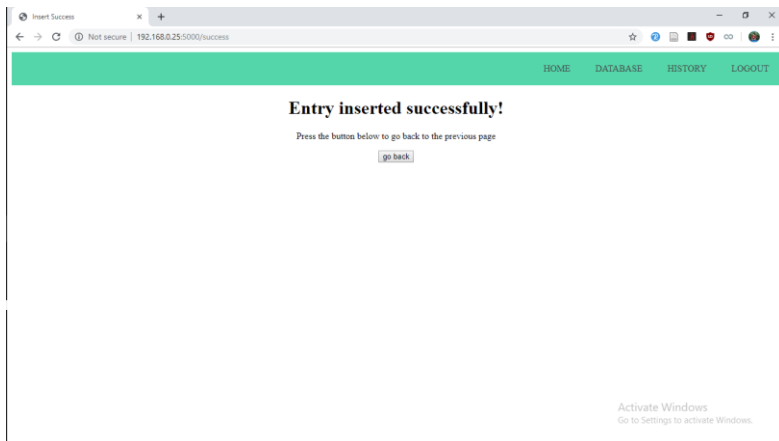 Insert Success
Not secure | 192.168.0.25:5000/success
HOME DATABASE HISTORY LOGOUT
Entry inserted successfully!
Press the button below to go back to the previous page
go back
Activate Windows
Go to Settings to activate Windows.